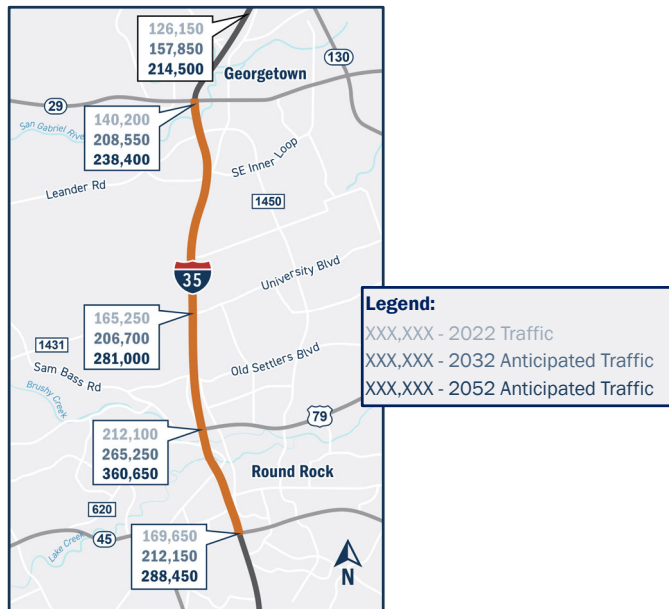 126,150
157,850
214,500
Georgetown
130
29
140,200
208,550
238,400
San Gabriel River
SE Inner Loop
Leander Rd
1450
35
University Blvd
165,250
206,700
281,000
Legend:
XXX,XXX - 2022 Traffic
XXX,XXX - 2032 Anticipated Traffic
XXX,XXX - 2052 Anticipated Traffic
1431
Sam Bass Rd
Old Settlers Blvd
Brushy Creek
79
212,100
265,250
360,650
Round Rock
620
45
Lake Creek
169,650
212,150
288,450
N